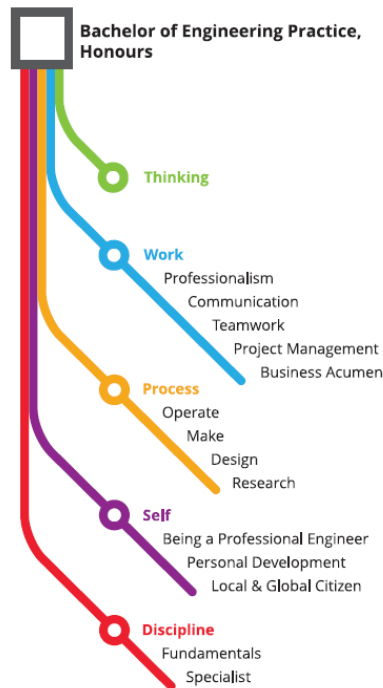 Bachelor of Engineering Practice,
Honours
Thinking
Work
Professionalism
Communication
Teamwork
Project Management
Business Acumen
Process
Operate
Make
Design
Research
Self
Being a Professional Engineer
Personal Development
Local & Global Citizen
Discipline
Fundamentals
Specialist